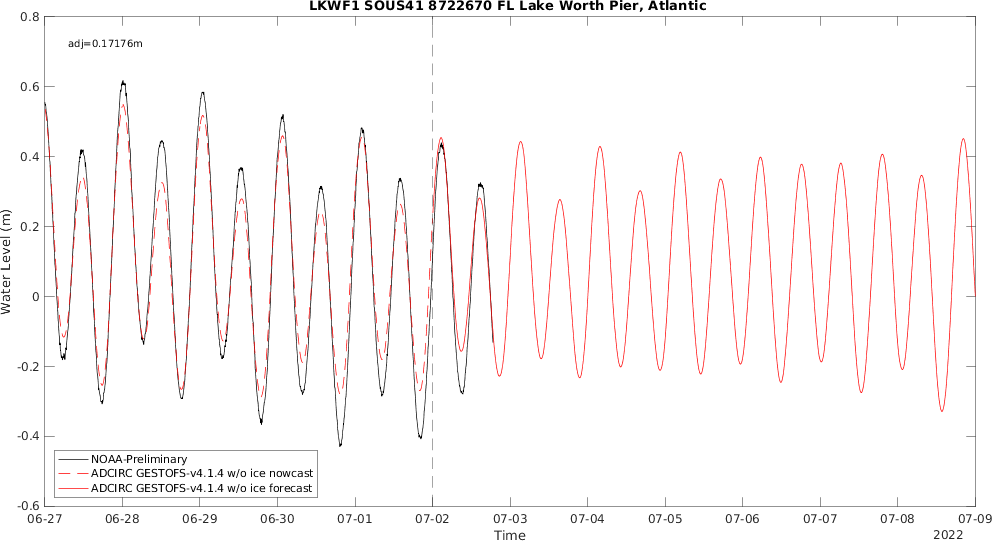 LKWF1 SOUS41 8722670 FL Lake Worth Pier, Atlantic
0.8
adj=0.17176m
0.6
0.4
0.2
Water Level (m)
0
-0.2
-0.4
NOAA-Preliminary
ADCIRC GESTOFS-v4.1.4 w/o ice nowcast
ADCIRC GESTOFS-v4.1.4 w/o ice forecast
-0.6
06-27 06-28 06-29 06-30 07-01 07-02 07-03 07-04 07-05 07-06 07-07 07-08 07-09
Time 2022